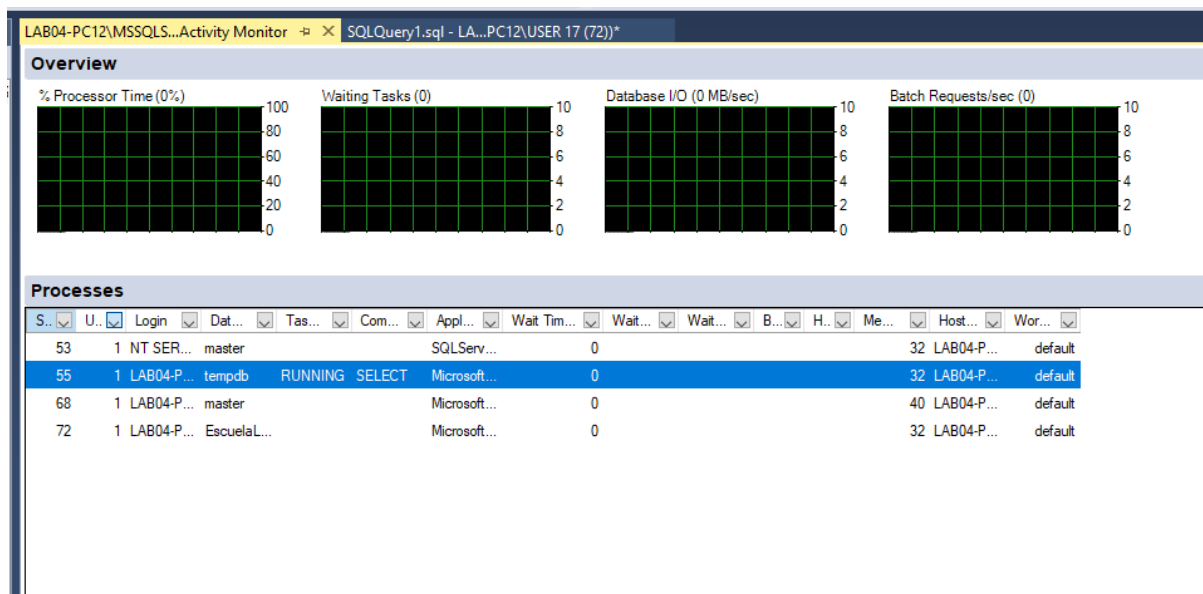 LAB04-PC12\MSSQLS...Activity Monitor SQLQuery1.sql - LA...PC12\USER 17 (72))*
Overview
% Processor Time (0%) Waiting Tasks (0) Database I/O (0 MB/sec) Batch Requests/sec (0)
100 10 10 10
80 8 8 8
60 6 6 6
40 4 4 4
20 2 2 2
0 0 0 0
Processes
S.. U.. Login Dat... Tas... Com... Appl... Wait Tim... Wait... Wait... B... H.. Me... Host... Wor...
53 1 NT SER... master SQLServ... 0 32 LAB04-P... default
55 1 LAB04-P... tempdb RUNNING SELECT Microsoft... 0 32 LAB04-P... default
68 1 LAB04-P... master Microsoft... 0 40 LAB04-P... default
72 1 LAB04-P... EscuelaL... Microsoft... 0 32 LAB04-P... default